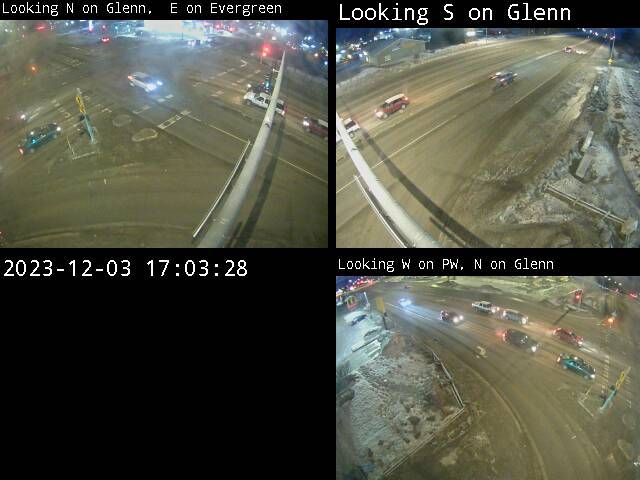 Looking N on Glenn,  E on Evergreen
Looking S on Glenn
2023-12-03 17:03:28
Looking W on PW, N on Glenn